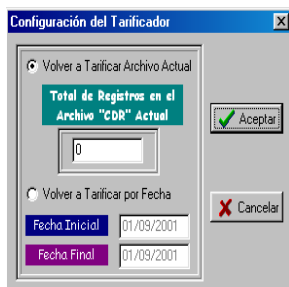 Configuración del Tarificador
Volver a Tarificar Archivo Actual
Total de Registros en el
Archivo "CDR" Actual
0
Aceptar
Volver a Tarificar por Fecha
Cancelar
Fecha Inicial 01/09/2001
Fecha Final 01/09/2001